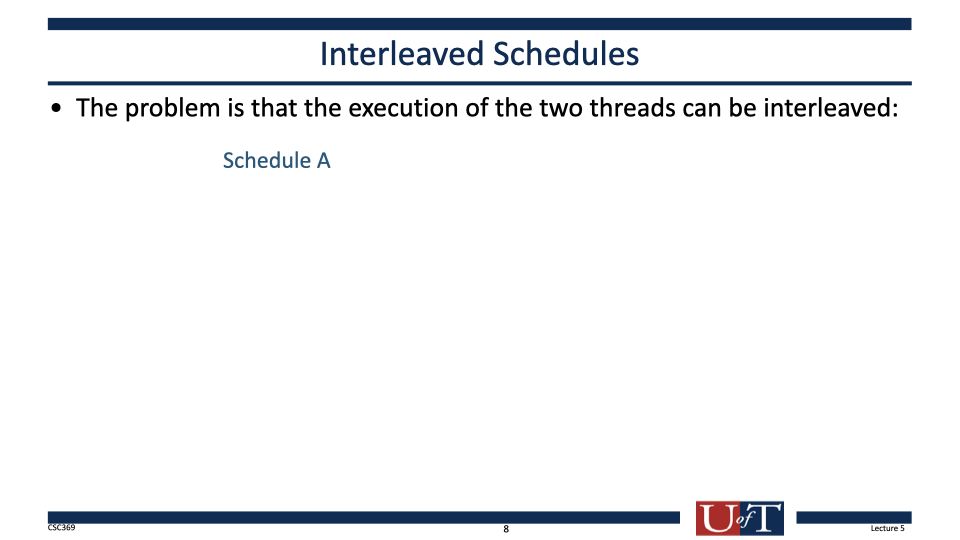 Interleaved Schedules
• The problem is that the execution of the two threads can be interleaved:
Schedule A
CSC369
8
U of T
Lecture 5